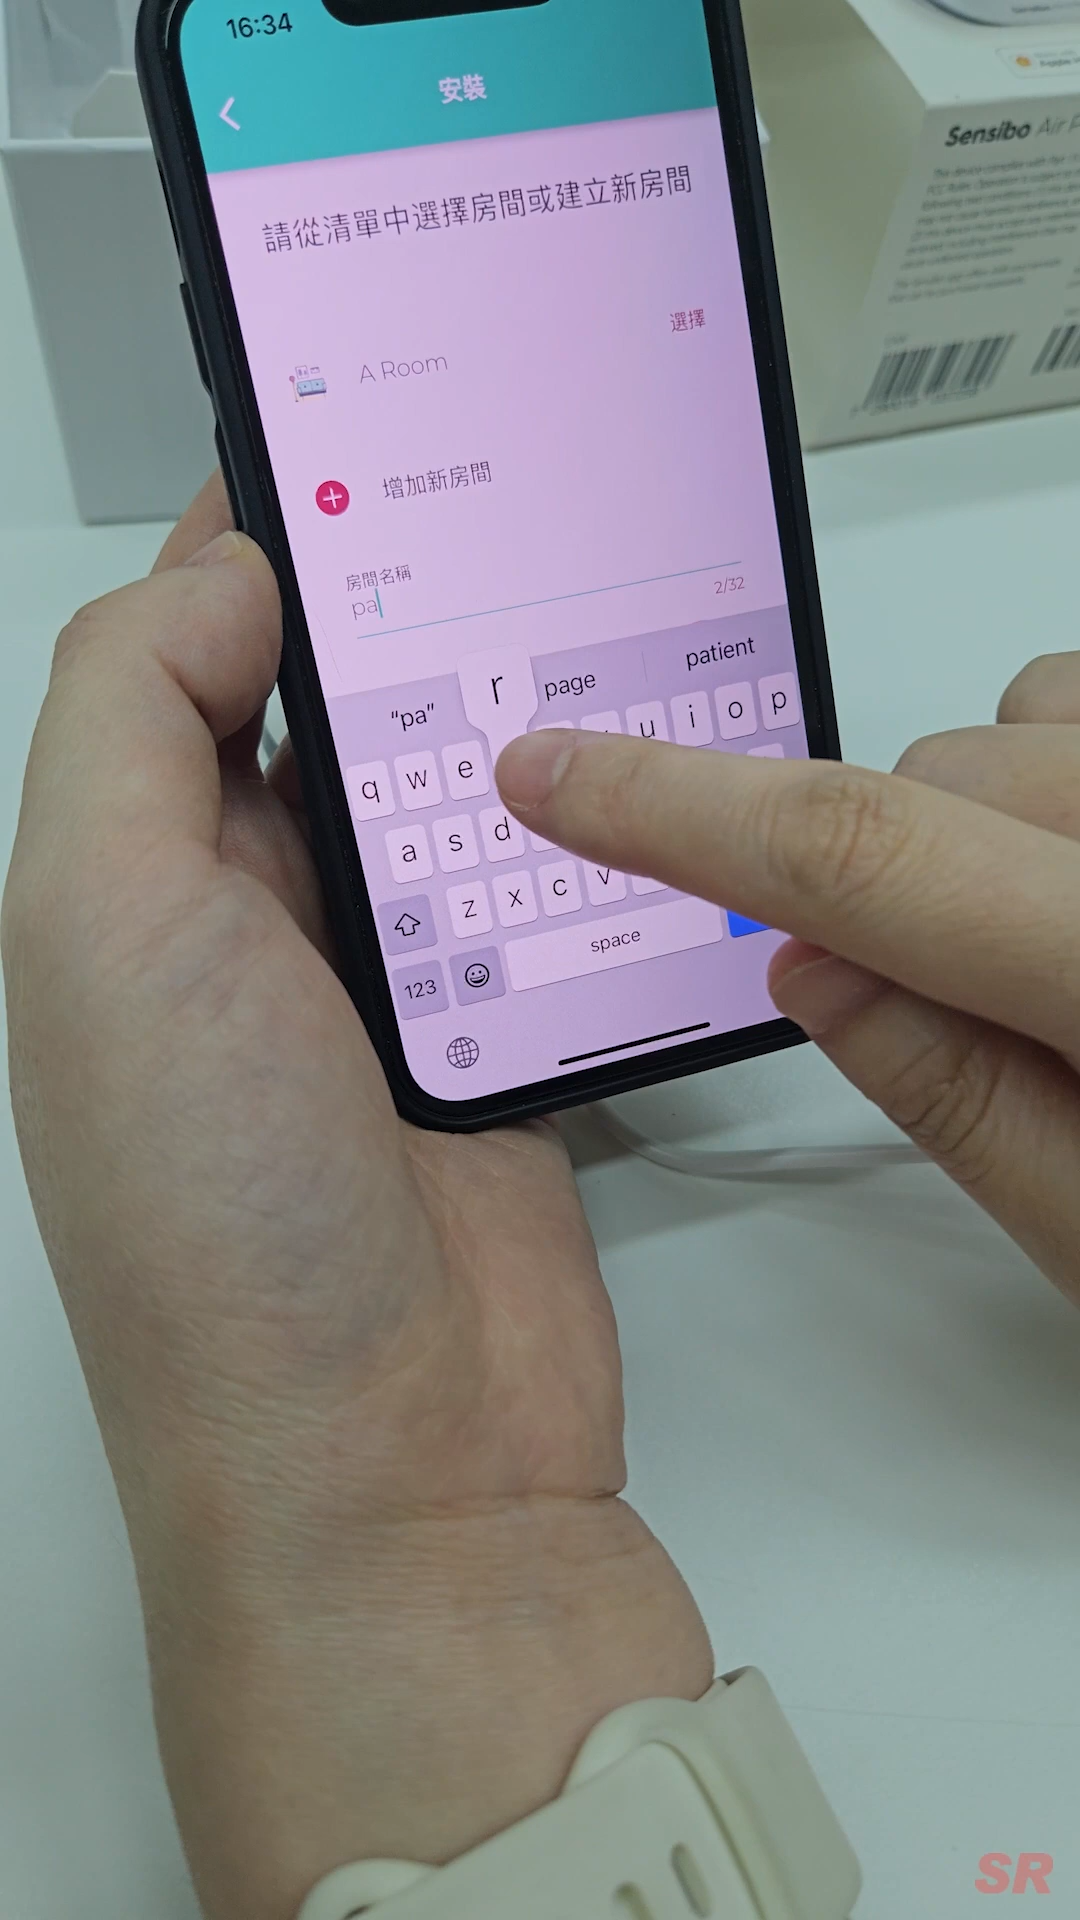 16:34
安裝
請從清單中選擇房間或建立新房間
選擇
A Room
增加新房間
房間名稱
pa
2/32
"pa"
r
page
patient
q w e u i o p
a s d
z x c v
123
space
Sensibo Air
SR